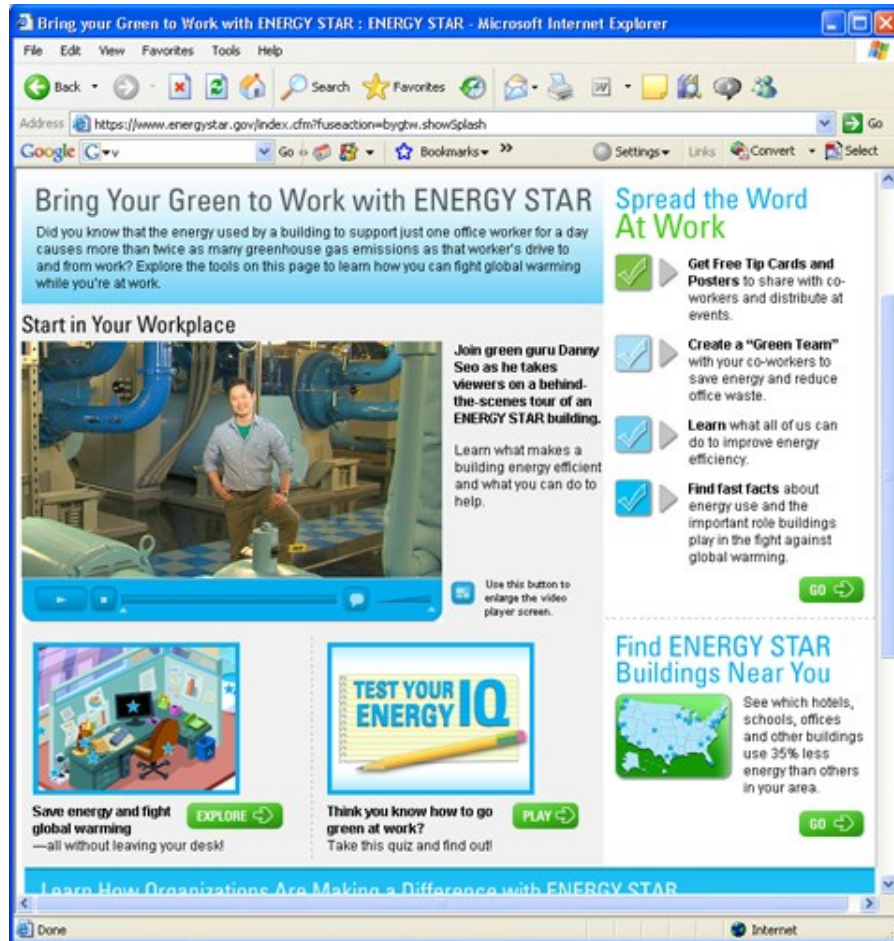 Bring your Green to Work with ENERGY STAR : ENERGY STAR - Microsoft Internet Explorer
File Edit View Favorites Tools Help
Back Search Favorites
Address https://www.energystar.gov/index.cfm?fuseaction=bygtw.showSplash Go
Google G v Go Bookmarks Settings Links Convert Select
Bring Your Green to Work with ENERGY STAR
Did you know that the energy used by a building to support just one office worker for a day
causes more than twice as many greenhouse gas emissions as that worker's drive to
and from work? Explore the tools on this page to learn how you can fight global warming
while you're at work.
Start in Your Workplace
Join green guru Danny
Seo as he takes
viewers on a behind-
the-scenes tour of an
ENERGY STAR building.
Learn what makes a
building energy efficient
and what you can do to
help.
Use this button to
enlarge the video
player screen.
TEST YOUR
ENERGY IQ
Save energy and fight
global warming
—all without leaving your desk!
EXPLORE
Think you know how to go
green at work?
Take this quiz and find out!
PLAY
Spread the Word
At Work
Get Free Tip Cards and
Posters to share with co-
workers and distribute at
events.
Create a “Green Team”
with your co-workers to
save energy and reduce
office waste.
Learn what all of us can
do to improve energy
efficiency.
Find fast facts about
energy use and the
important role buildings
play in the fight against
global warming.
GO
Find ENERGY STAR
Buildings Near You
See which hotels,
schools, offices
and other buildings
use 35% less
energy than others
in your area.
GO
Learn How Organizations Are Making a Difference with ENERGY STAR
Done Internet